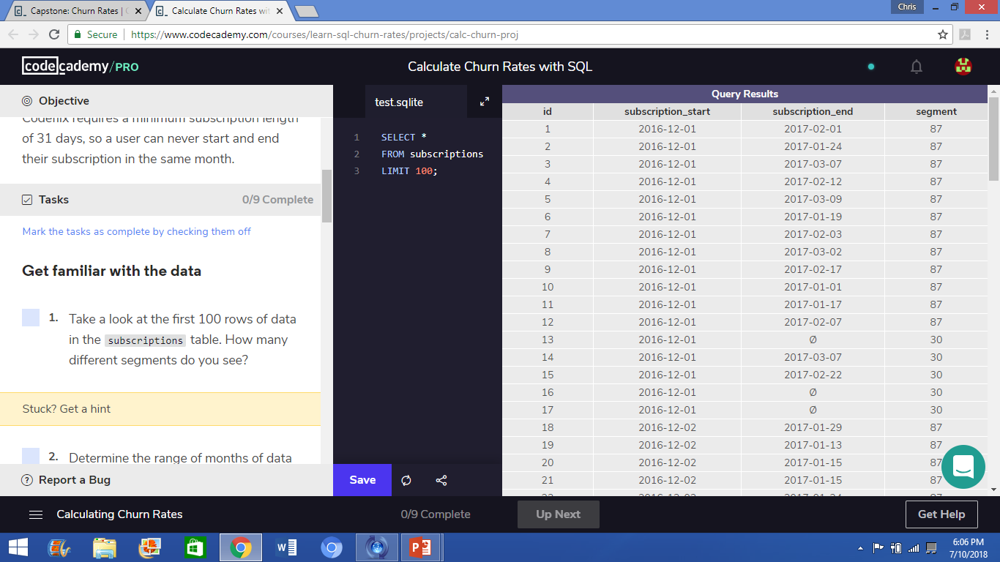 Capstone: Churn Rates |
Calculate Churn Rates wit
Chris
Secure
https://www.codecademy.com/courses/learn-sql-churn-rates/projects/calc-churn-proj
codecademy/PRO
Calculate Churn Rates with SQL
Objective
Codeflix requires a minimum subscription length
of 31 days, so a user can never start and end
their subscription in the same month.
Tasks 0/9 Complete
Mark the tasks as complete by checking them off
Get familiar with the data
1. Take a look at the first 100 rows of data
in the subscriptions table. How many
different segments do you see?
Stuck? Get a hint
2. Determine the range of months of data
Report a Bug
test.sqlite
1 SELECT *
2 FROM subscriptions
3 LIMIT 100;
Save
Query Results
id subscription_start subscription_end segment
1 2016-12-01 2017-02-01 87
2 2016-12-01 2017-01-24 87
3 2016-12-01 2017-03-07 87
4 2016-12-01 2017-02-12 87
5 2016-12-01 2017-03-09 87
6 2016-12-01 2017-01-19 87
7 2016-12-01 2017-02-03 87
8 2016-12-01 2017-03-02 87
9 2016-12-01 2017-02-17 87
10 2016-12-01 2017-01-01 87
11 2016-12-01 2017-01-17 87
12 2016-12-01 2017-02-07 87
13 2016-12-01 Ø 30
14 2016-12-01 2017-03-07 30
15 2016-12-01 2017-02-22 30
16 2016-12-01 Ø 30
17 2016-12-01 Ø 30
18 2016-12-02 2017-01-29 87
19 2016-12-02 2017-01-13 87
20 2016-12-02 2017-01-15 87
21 2016-12-02 2017-01-15 87
Calculating Churn Rates
0/9 Complete
Up Next
Get Help
6:06 PM
7/10/2018